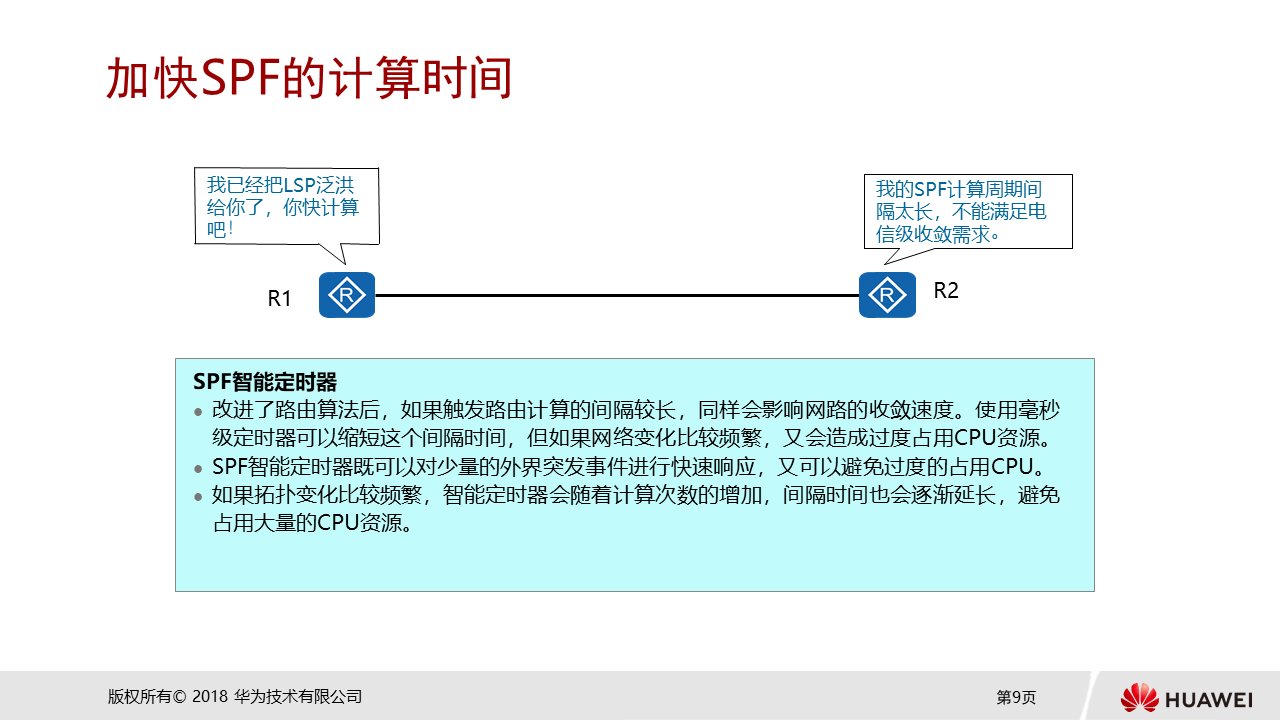 加快SPF的计算时间
我已经把LSP泛洪
给你了，你快计算
吧！
我的SPF计算周期间
隔太长，不能满足电
信级收敛需求。
R1
R
R
R2
SPF智能定时器
● 改进了路由算法后，如果触发路由计算的间隔较长，同样会影响网路的收敛速度。使用毫秒
级定时器可以缩短这个间隔时间，但如果网络变化比较频繁，又会造成过度占用CPU资源。
● SPF智能定时器既可以对少量的外界突发事件进行快速响应，又可以避免过度的占用CPU。
● 如果拓扑变化比较频繁，智能定时器会随着计算次数的增加，间隔时间也会逐渐延长，避免
占用大量的CPU资源。
版权所有© 2018 华为技术有限公司
第9页
HUAWEI